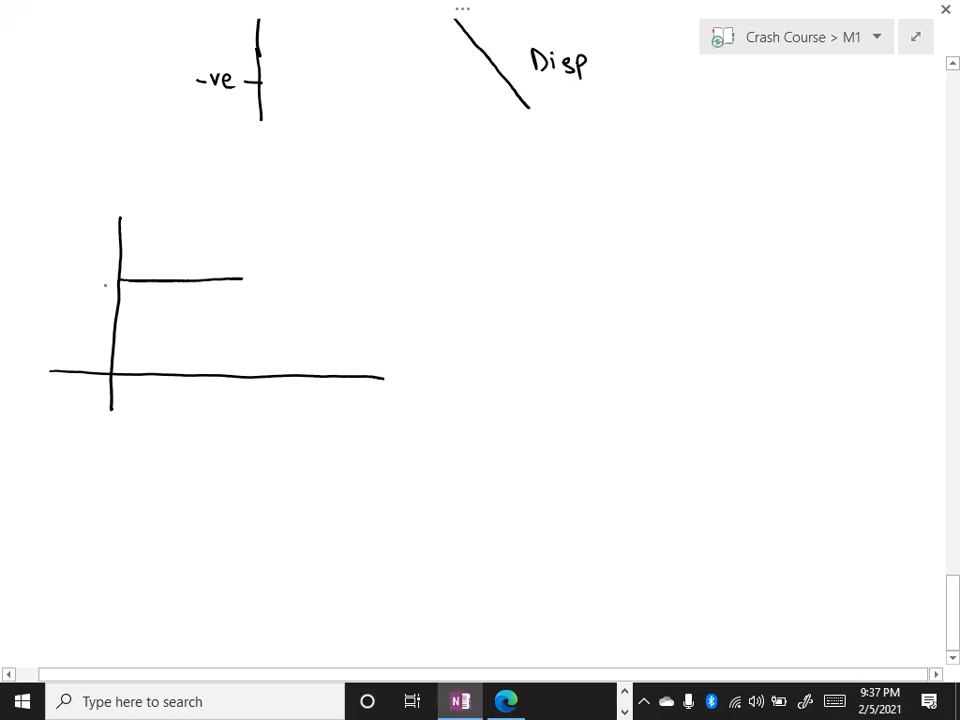 Crash Course > M1
Disp
-ve
Type here to search
9:37 PM
2/5/2021